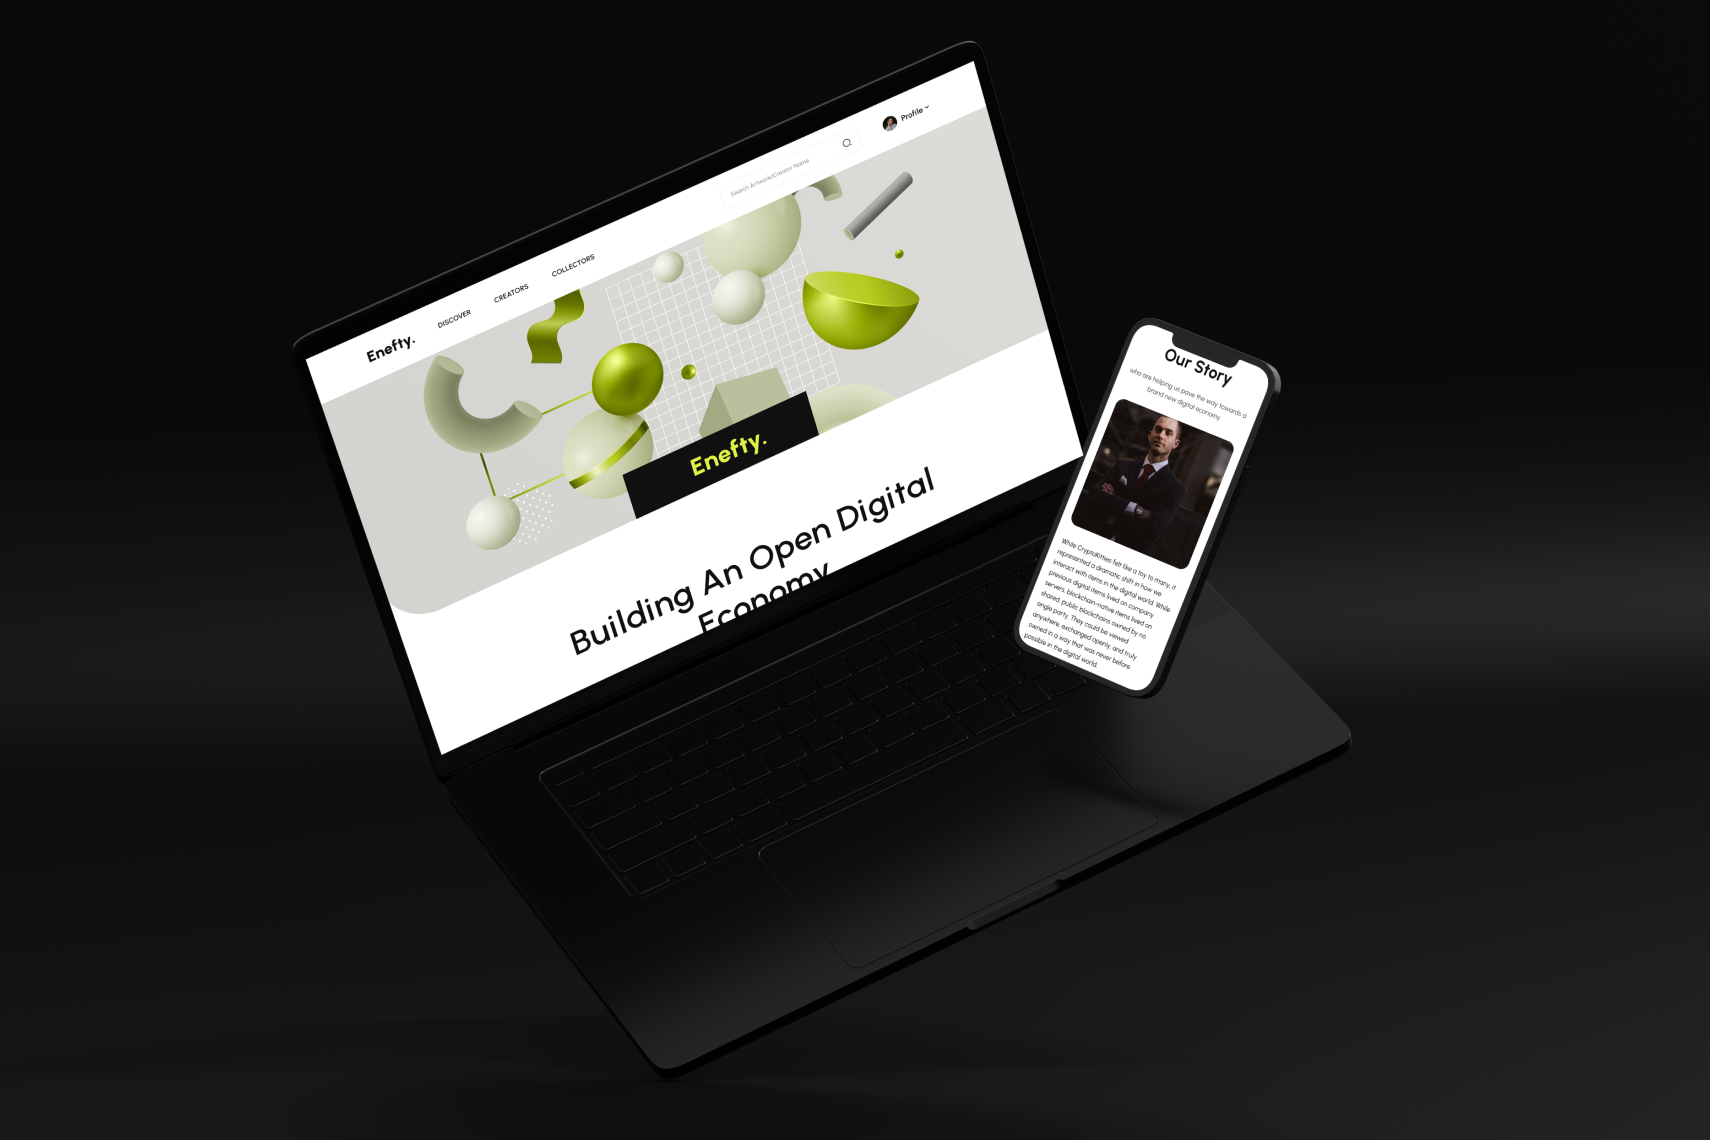 Enefty.
DISCOVER
CREATORS
COLLECTORS
Search Artwork/Creator Name
Profile
Enefty.
Building An Open Digital
Economy
Our Story
who are helping us pave the way towards a
brand new digital economy
While CryptoKitties felt like a toy to many, it
represented a dramatic shift in how we
interact with items in the digital world. While
previous digital items lived on company
servers, blockchain-native items lived on
shared, public blockchains owned by no
single party. They could be viewed
anywhere, exchanged openly, and truly
owned in a way that was never before
possible in the digital world.